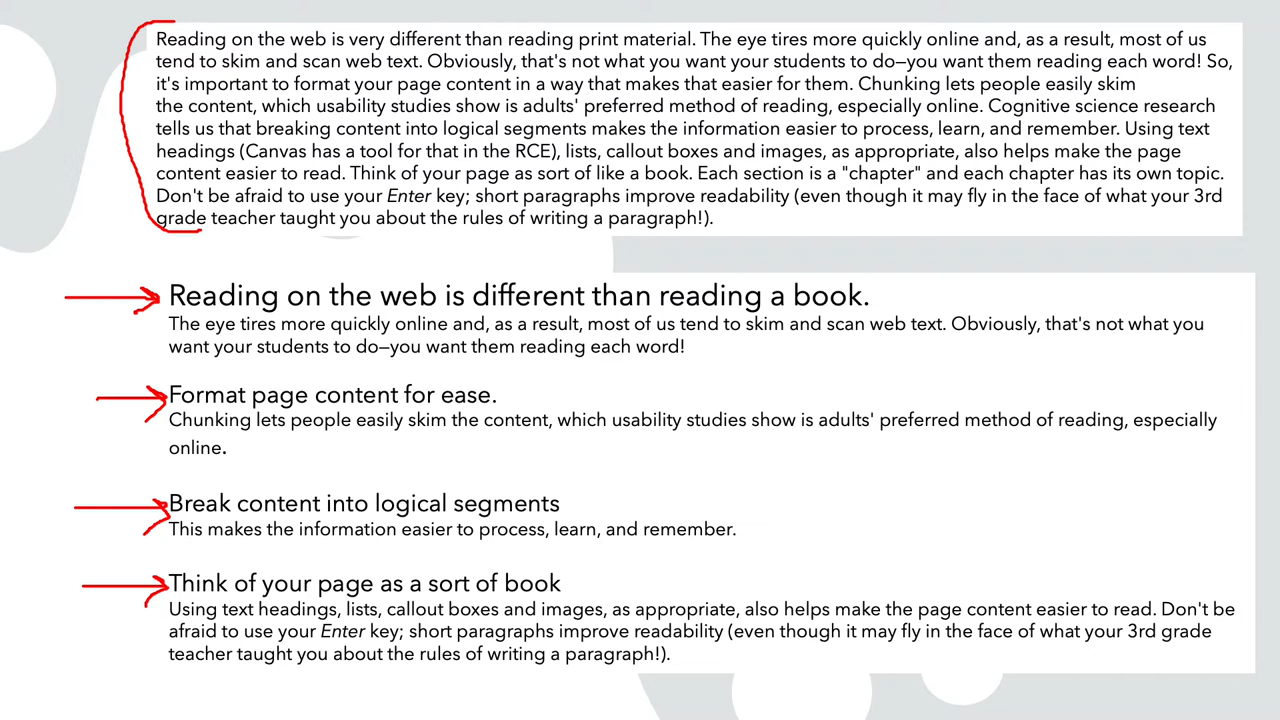 Reading on the web is very different than reading print material. The eye tires more quickly online and, as a result, most of us
tend to skim and scan web text. Obviously, that's not what you want your students to do—you want them reading each word! So,
it's important to format your page content in a way that makes that easier for them. Chunking lets people easily skim
the content, which usability studies show is adults' preferred method of reading, especially online. Cognitive science research
tells us that breaking content into logical segments makes the information easier to process, learn, and remember. Using text
headings (Canvas has a tool for that in the RCE), lists, callout boxes and images, as appropriate, also helps make the page
content easier to read. Think of your page as sort of like a book. Each section is a "chapter" and each chapter has its own topic.
Don't be afraid to use your Enter key; short paragraphs improve readability (even though it may fly in the face of what your 3rd
grade teacher taught you about the rules of writing a paragraph!).
Reading on the web is different than reading a book.
The eye tires more quickly online and, as a result, most of us tend to skim and scan web text. Obviously, that's not what you
want your students to do—you want them reading each word!
Format page content for ease.
Chunking lets people easily skim the content, which usability studies show is adults' preferred method of reading, especially
online.
Break content into logical segments
This makes the information easier to process, learn, and remember.
Think of your page as a sort of book
Using text headings, lists, callout boxes and images, as appropriate, also helps make the page content easier to read. Don't be
afraid to use your Enter key; short paragraphs improve readability (even though it may fly in the face of what your 3rd grade
teacher taught you about the rules of writing a paragraph!).